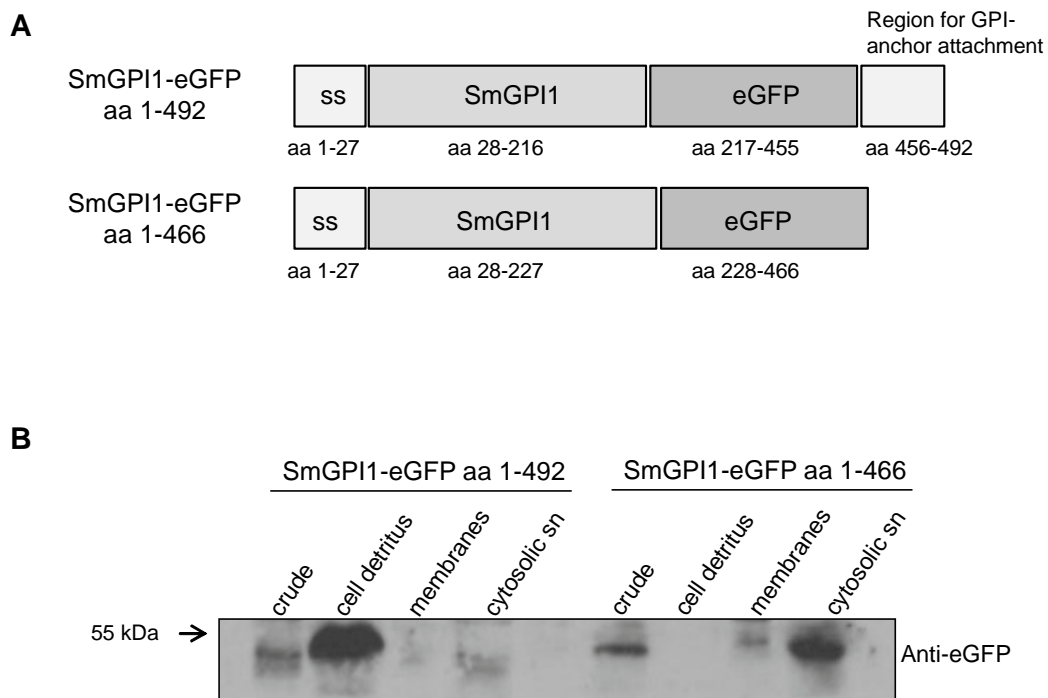 A
Region for GPI-
anchor attachment
SmGPI1-eGFP
aa 1-492
ss
SmGPI1
eGFP
aa 1-27
aa 28-216
aa 217-455
aa 456-492
SmGPI1-eGFP
aa 1-466
ss
SmGPI1
eGFP
aa 1-27
aa 28-227
aa 228-466
B
SmGPI1-eGFP aa 1-492
SmGPI1-eGFP aa 1-466
crude
cell detritus
membranes
cytosolic sn
crude
cell detritus
membranes
cytosolic sn
55 kDa
Anti-eGFP